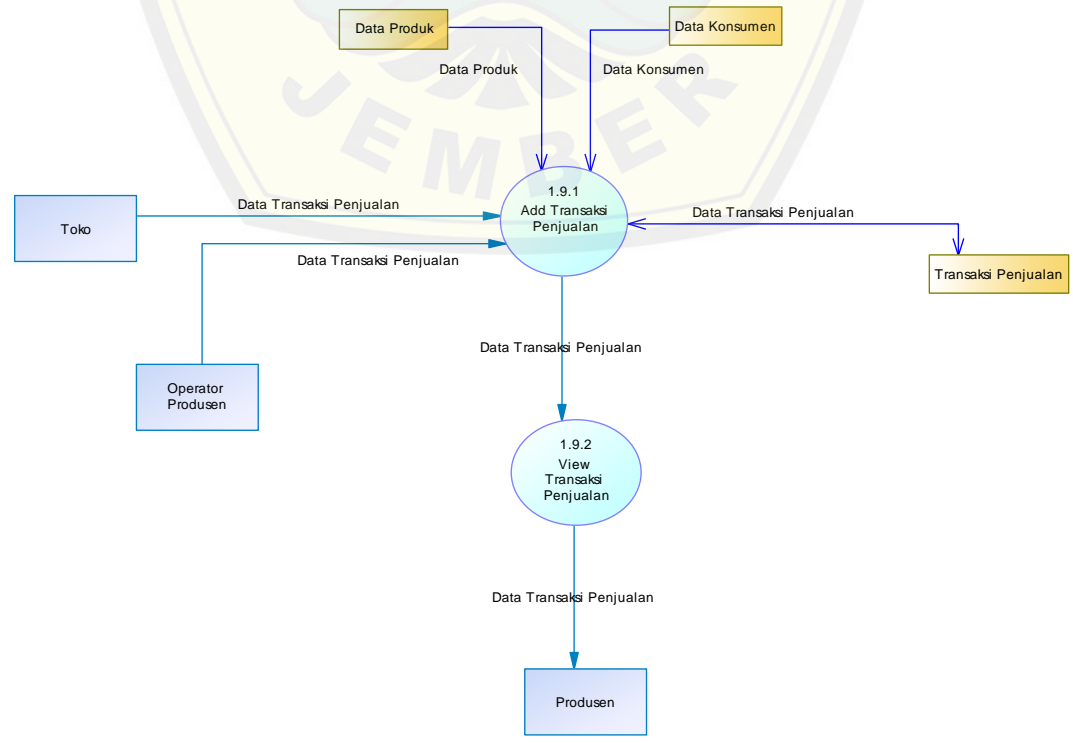 Data Produk
Data Konsumen
Data Produk
Data Konsumen
JEMBER
1.9.1
Add Transaksi
Penjualan
Toko
Data Transaksi Penjualan
Data Transaksi Penjualan
Data Transaksi Penjualan
Transaksi Penjualan
Data Transaksi Penjualan
Operator
Produsen
1.9.2
View
Transaksi
Penjualan
Data Transaksi Penjualan
Produsen